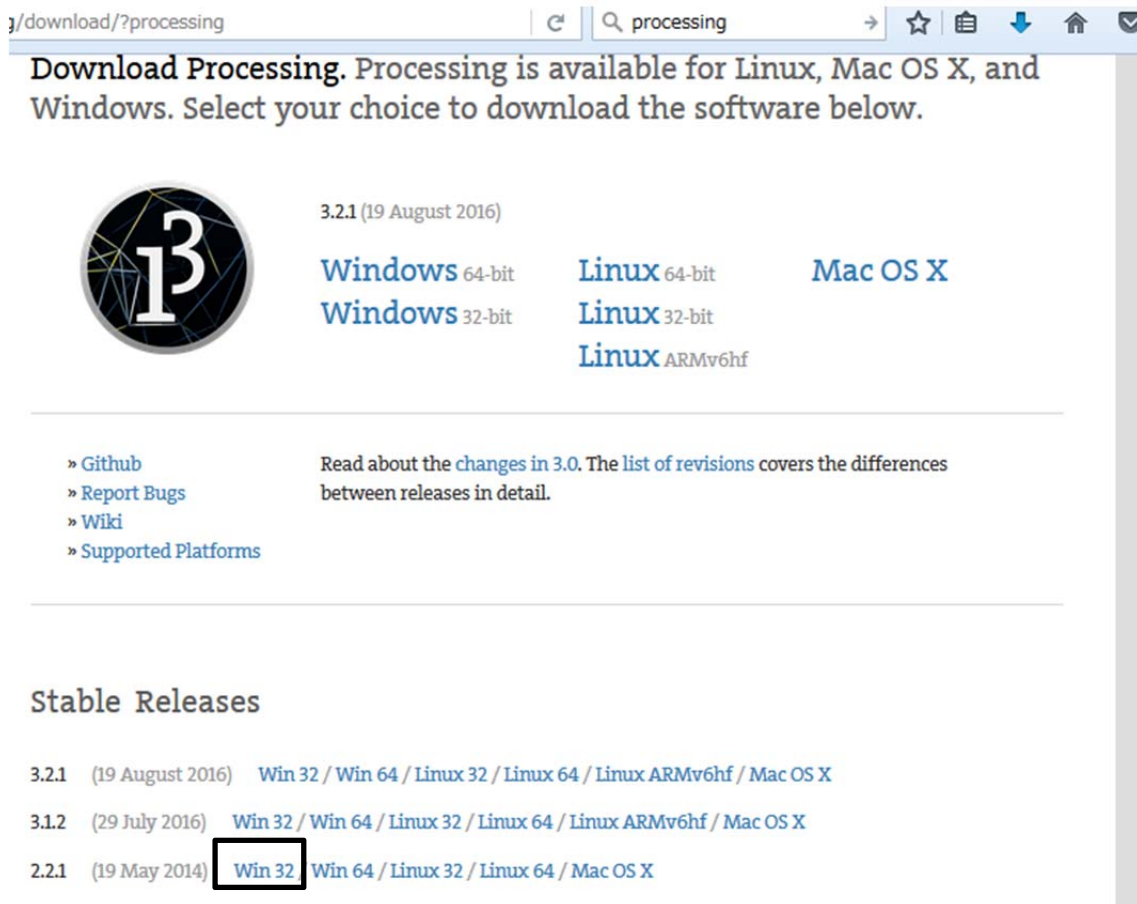 g/download/?processing
processing
Download Processing. Processing is available for Linux, Mac OS X, and
Windows. Select your choice to download the software below.
3.2.1 (19 August 2016)
Windows 64-bit Linux 64-bit Mac OS X
Windows 32-bit Linux 32-bit
Linux ARMv6hf
» Github
» Report Bugs
» Wiki
» Supported Platforms
Read about the changes in 3.0. The list of revisions covers the differences
between releases in detail.
Stable Releases
3.2.1 (19 August 2016) Win 32 / Win 64 / Linux 32 / Linux 64 / Linux ARMv6hf / Mac OS X
3.1.2 (29 July 2016) Win 32 / Win 64 / Linux 32 / Linux 64 / Linux ARMv6hf / Mac OS X
2.2.1 (19 May 2014) Win 32 / Win 64 / Linux 32 / Linux 64 / Mac OS X